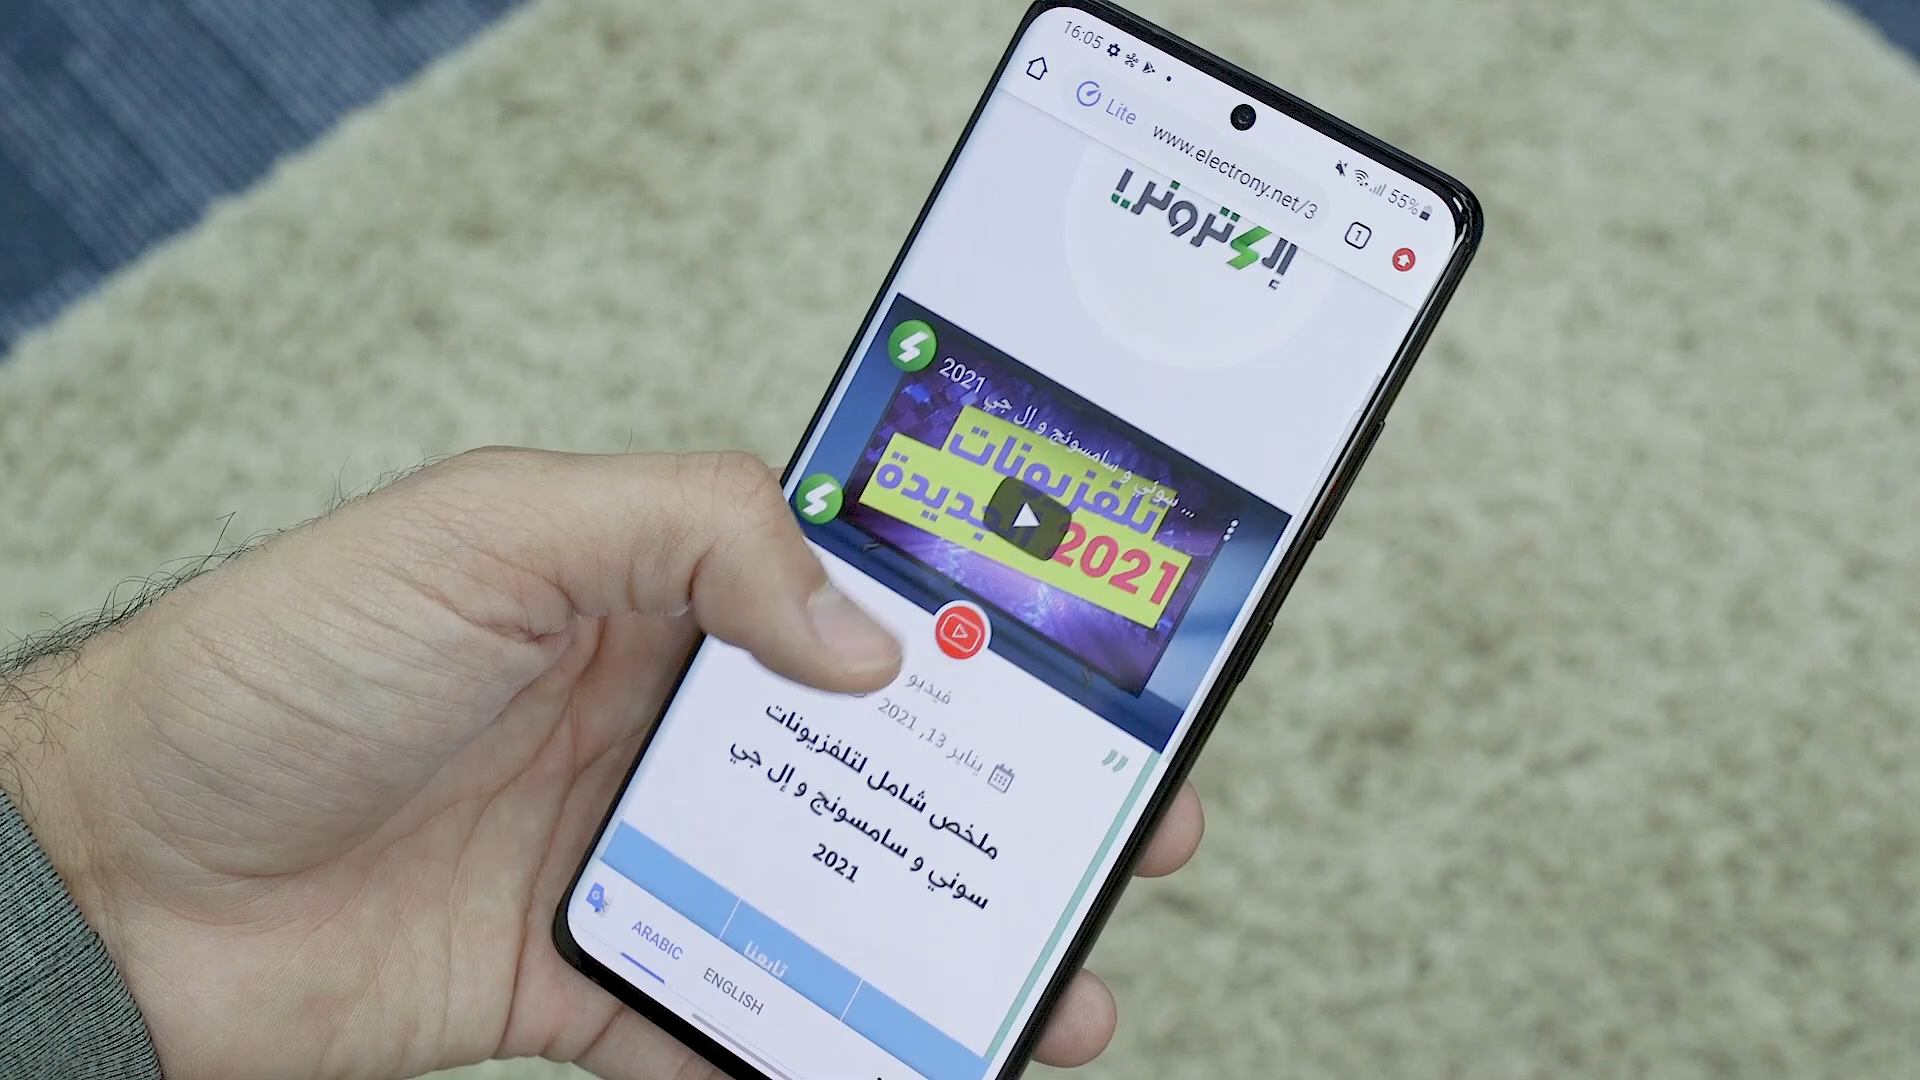 16:05
55%
Lite www.electrony.net/3
1
إلكتروني
سوني و سامسونج و إل جي 2021 ...
تلفزيونات
2021 الجديدة
فيديو
يناير 13, 2021
ملخص شامل لتلفزيونات
سوني و سامسونج و إل جي
2021
تابعنا
ARABIC ENGLISH